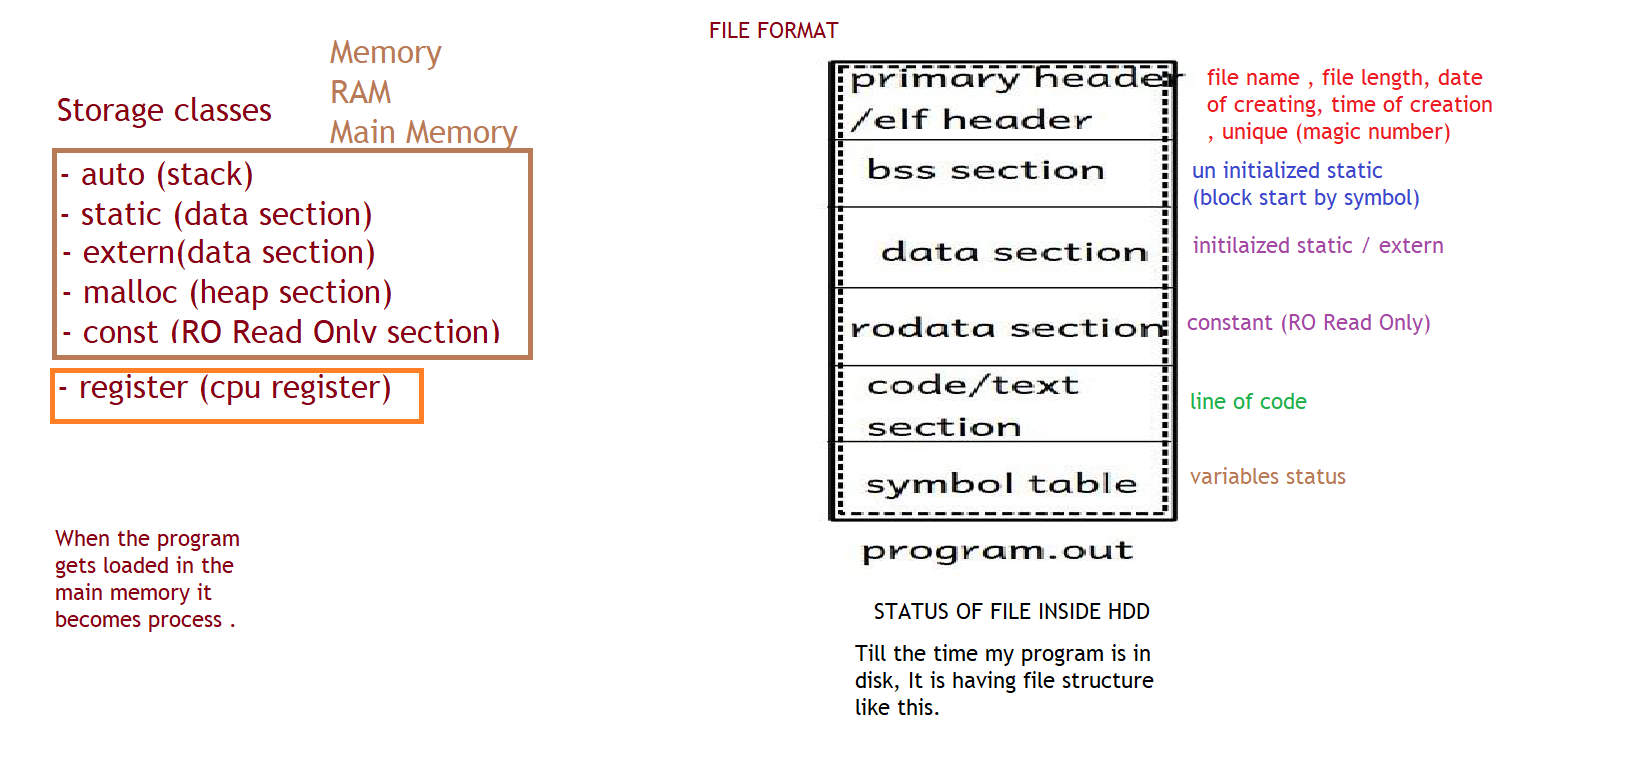 Memory
RAM
Main Memory
Storage classes
- auto (stack)
- static (data section)
- extern(data section)
- malloc (heap section)
- const (RO Read Only section)
- register (cpu register)
When the program
gets loaded in the
main memory it
becomes process .
FILE FORMAT
primary header
/elf header
file name , file length, date
of creating, time of creation
, unique (magic number)
bss section
un initialized static
(block start by symbol)
data section
initilaized static / extern
rodata section
constant (RO Read Only)
code/text
section
line of code
symbol table
variables status
program.out
STATUS OF FILE INSIDE HDD
Till the time my program is in
disk, It is having file structure
like this.